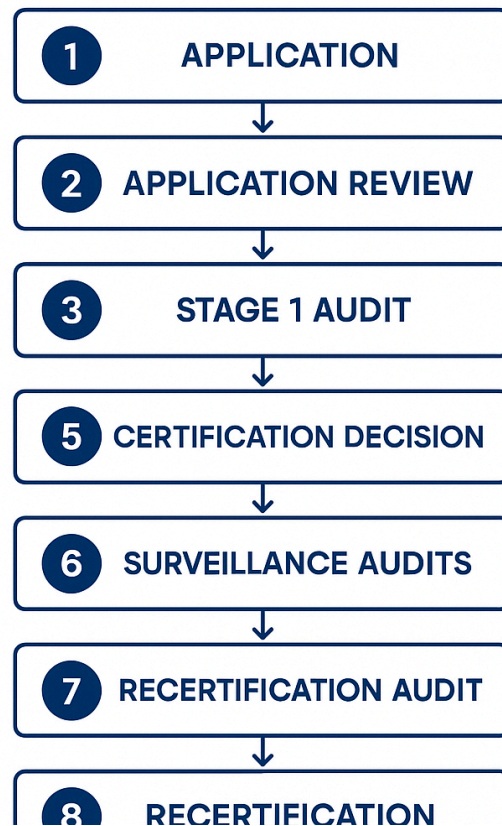 1 APPLICATION
2 APPLICATION REVIEW
3 STAGE 1 AUDIT
5 CERTIFICATION DECISION
6 SURVEILLANCE AUDITS
7 RECERTIFICATION AUDIT
8 RECERTIFICATION